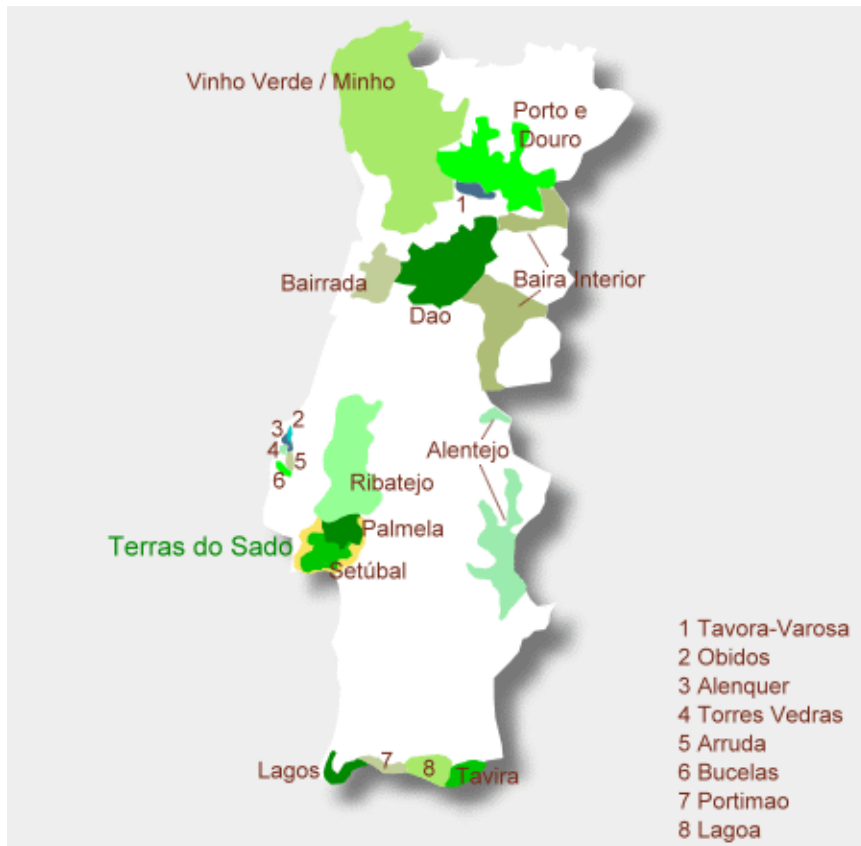 Vinho Verde / Minho
Porto e
Douro
1
Bairrada
Dao
Baira Interior
2
3
4
5
6
Alentejo
Ribatejo
Palmela
Terras do Sado
Setúbal
Lagos
7
8
Tavira
1 Tavora-Varosa
2 Obidos
3 Alenquer
4 Torres Vedras
5 Arruda
6 Bucelas
7 Portimao
8 Lagoa